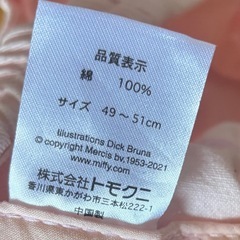 品質表示
綿 100%
サイズ 49～51cm
Illustrations Dick Bruna
© copyright Mercis bv,1953-2021
www.miffy.com
株式会社トモクニ
香川県東かがわ市三本松222-1
中国製